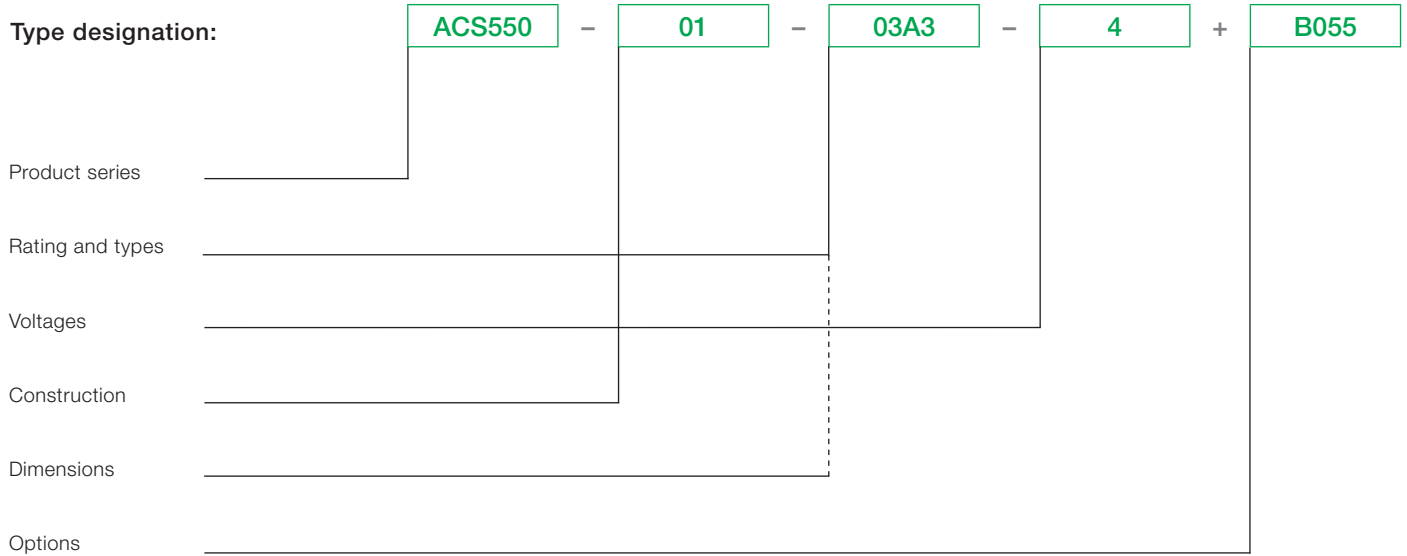 Type designation: ACS550 – 01 – 03A3 – 4 + B055
Product series
Rating and types
Voltages
Construction
Dimensions
Options